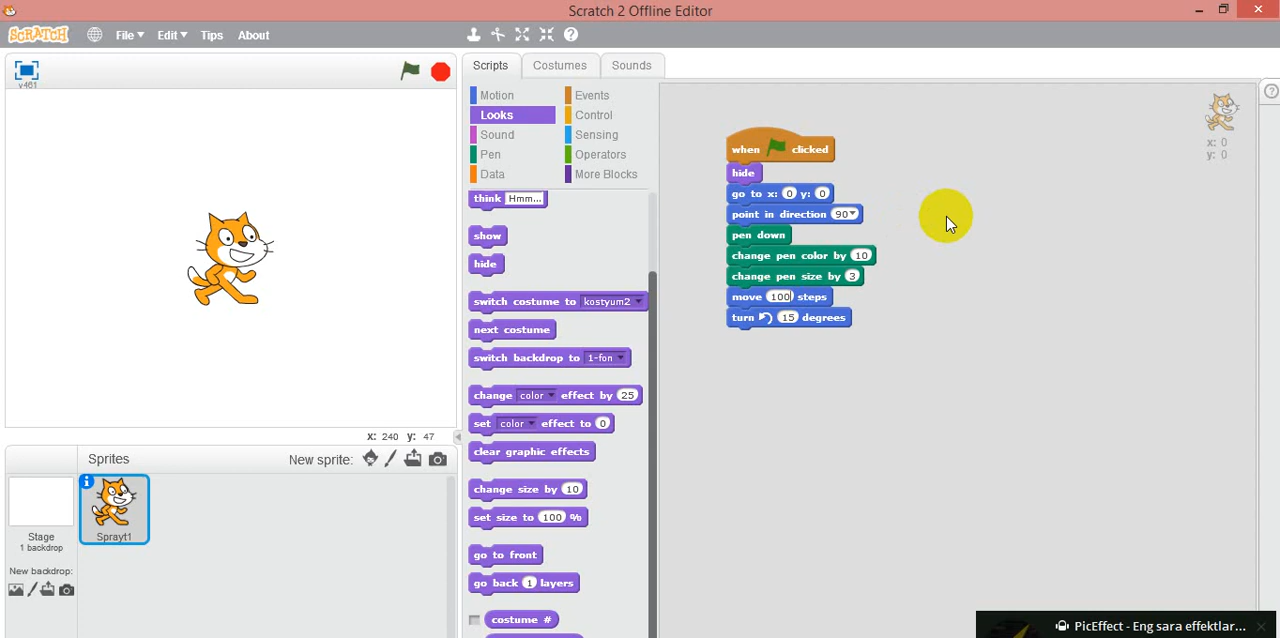 Scratch 2 Offline Editor
SCRATCH File Edit Tips About
v461
Scripts Costumes Sounds
Motion Events
Looks Control
Sound Sensing
Pen Operators
Data More Blocks
think Hmm...
show
hide
switch costume to kostyum2
next costume
switch backdrop to 1-fon
change color effect by 25
set color effect to 0
clear graphic effects
change size by 10
set size to 100 %
go to front
go back 1 layers
costume #
when clicked
hide
go to x: 0 y: 0
point in direction 90
pen down
change pen color by 10
change pen size by 3
move 100 steps
turn 15 degrees
x: 0
y: 0
x: 240 y: 47
Sprites New sprite:
Stage
1 backdrop
New backdrop:
Sprayt1
PicEffect - Eng sara effektlar...